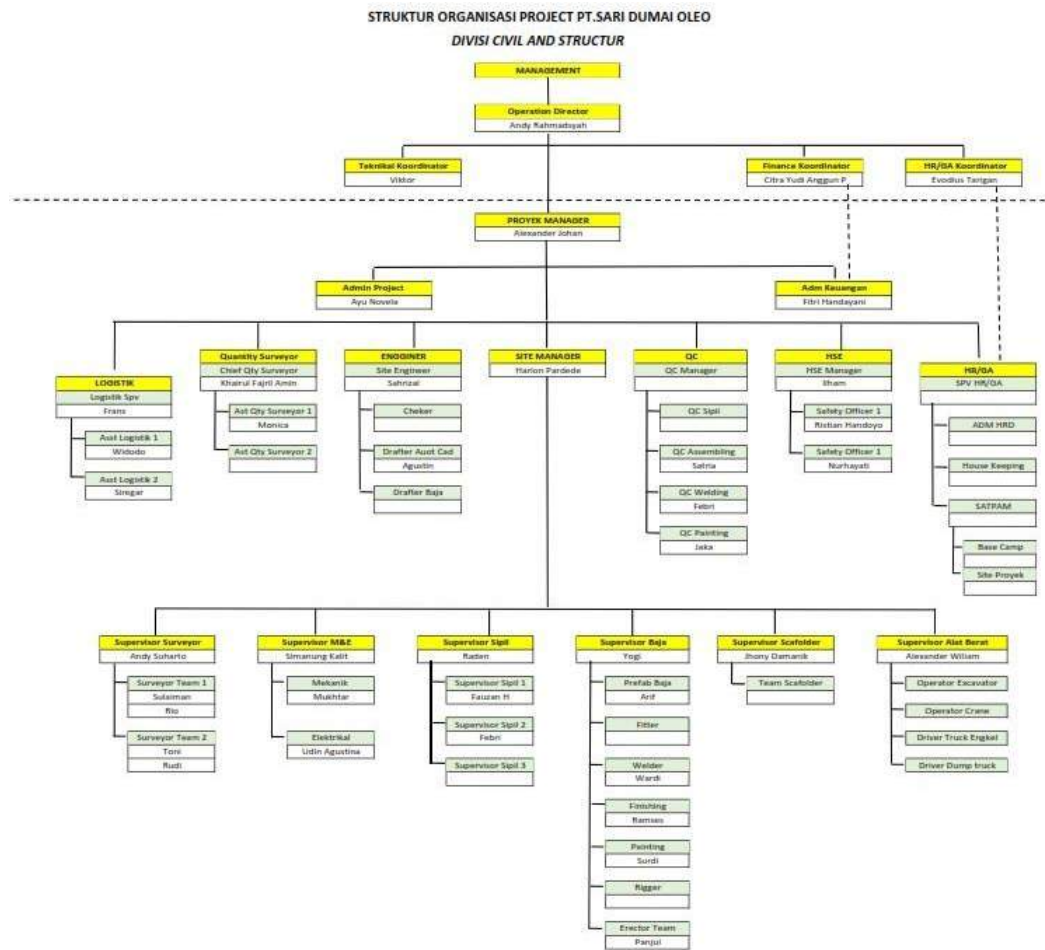 STRUKTUR ORGANISASI PROJECT PT.SARI DUMAI OLEO
DIVISI CIVIL AND STRUCTUR
MANAGEMENT
Operation Director
Andy Rahmadsyah
Teknikal Koordinator
Viktor
Finance Koordinator
Citra Yudi Anggun P
HR/GA Koordinator
Evodius Tarigan
PROYEK MANAGER
Alexander Johan
Admin Project
Ayu Novela
Adm Keuangan
Fitri Handayani
LOGISTIK
Logistik Spv
Frans
Asst Logistik 1
Widodo
Asst Logistik 2
Siregar
Quantity Surveyor
Chief Qty Surveyor
Khairul Fajril Amin
Ast Qty Surveyor 1
Monica
Ast Qty Surveyor 2
ENGGINER
Site Engineer
Sahrizal
Cheker
Drafter Auot Cad
Agustin
Drafter Baja
SITE MANAGER
Harlon Pardede
QC
QC Manager
QC Sipil
QC Assembling
Satria
QC Welding
Febri
QC Painting
Jaka
HSE
HSE Manager
Ilham
Safety Officer 1
Ristian Handoyo
Safety Officer 1
Nurhayati
HR/GA
SPV HR/GA
ADM HRD
House Keeping
SATPAM
Base Camp
Site Proyek
Supervisor Surveyor
Andy Suharto
Surveyor Team 1
Sulaiman
Rio
Surveyor Team 2
Toni
Rudi
Supervisor M&E
Simanung Kalit
Mekanik
Mukhtar
Elektrikal
Udin Agustina
Supervisor Sipil
Raden
Supervisor Sipil 1
Fauzan H
Supervisor Sipil 2
Febri
Supervisor Sipil 3
Supervisor Baja
Yogi
Prefab Baja
Arif
Fitter
Welder
Wardi
Finishing
Ramses
Painting
Surdi
Rigger
Erector Team
Panjul
Supervisor Scafolder
Jhony Damanik
Team Scafolder
Supervisor Alat Berat
Alexander Wiliam
Operator Excavator
Operator Crane
Driver Truck Engkel
Driver Dump truck